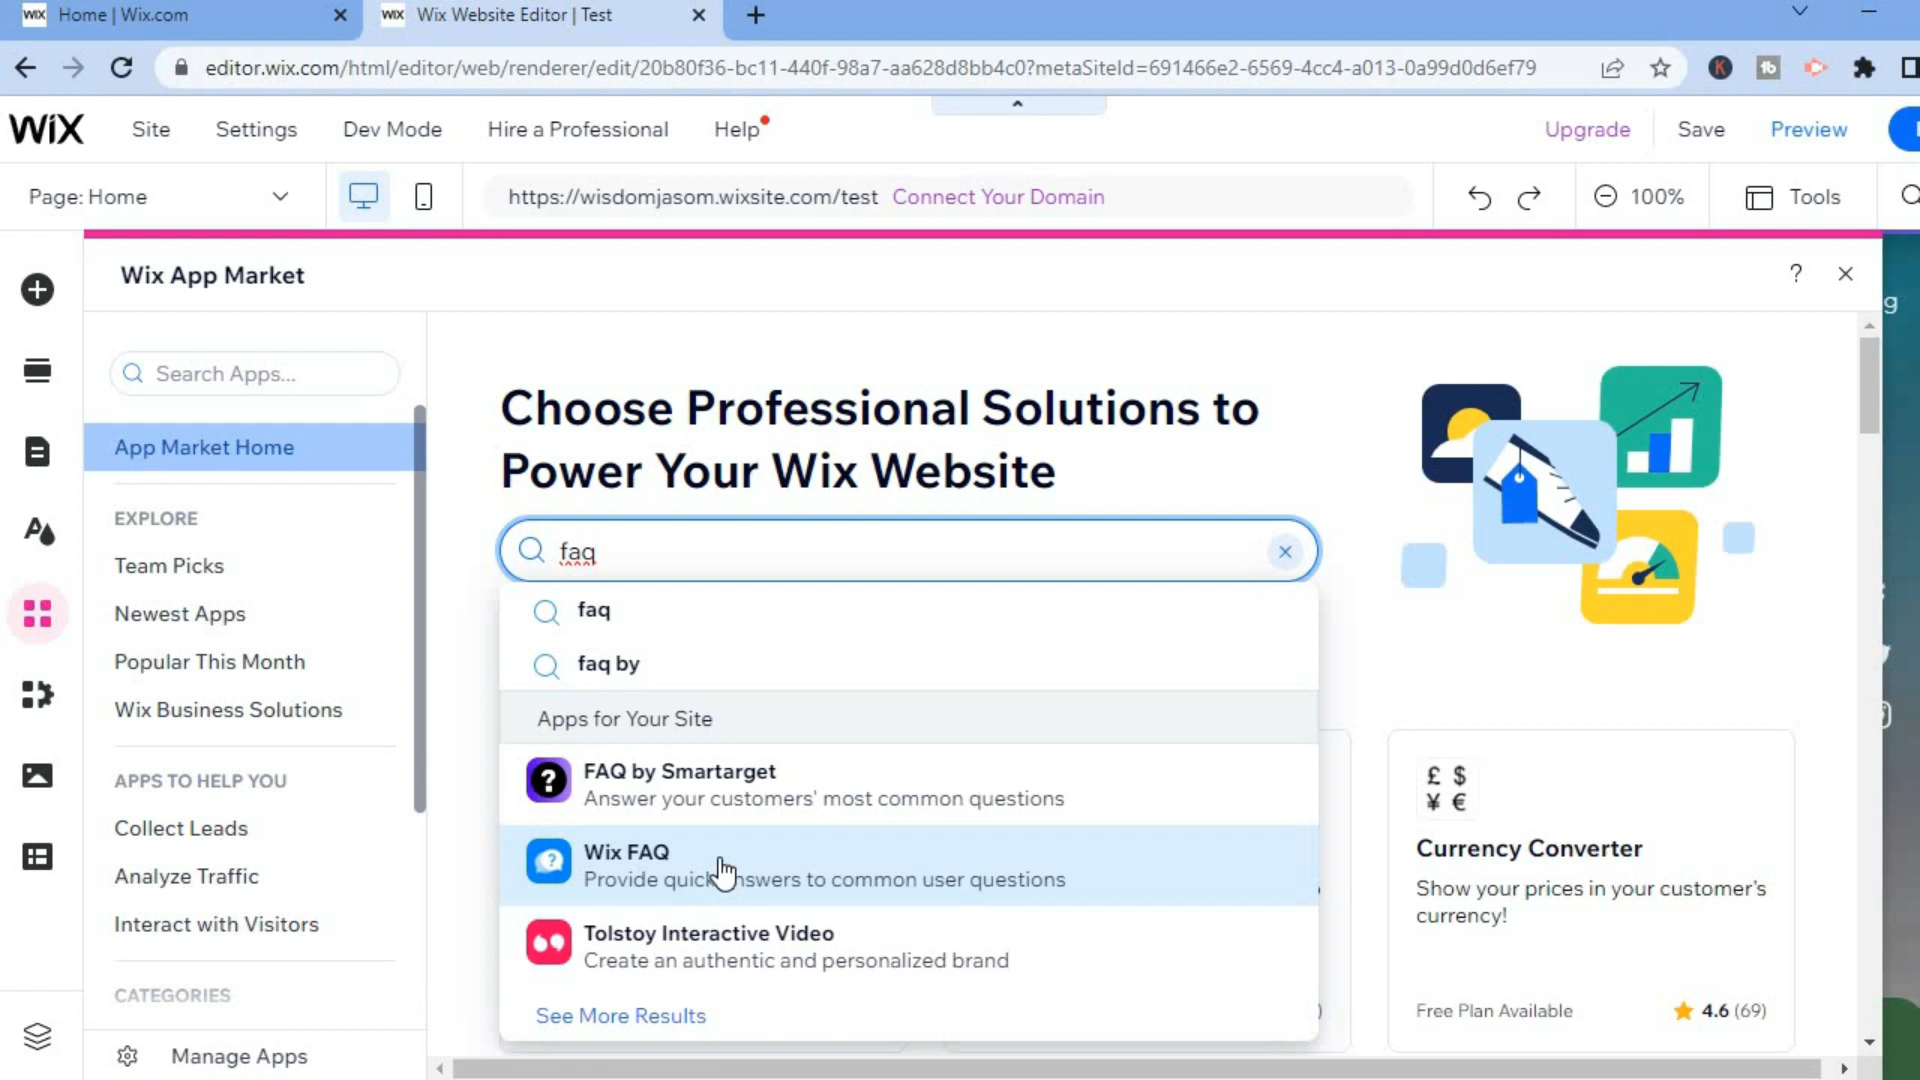 WiX Home | Wix.com
WiX Wix Website Editor | Test
editor.wix.com/html/editor/web/renderer/edit/20b80f36-bc11-440f-98a7-aa628d8bb4c0?metaSiteId=691466e2-6569-4cc4-a013-0a99d0d6ef79
K
tb
WiX
Site
Settings
Dev Mode
Hire a Professional
Help
Upgrade
Save
Preview
Page: Home
https://wisdomjasom.wixsite.com/test Connect Your Domain
100%
Tools
Wix App Market
?
g
Search Apps...
App Market Home
EXPLORE
Team Picks
Newest Apps
Popular This Month
Wix Business Solutions
APPS TO HELP YOU
Collect Leads
Analyze Traffic
Interact with Visitors
CATEGORIES
Manage Apps
Choose Professional Solutions to
Power Your Wix Website
faq
faq
faq by
Apps for Your Site
FAQ by Smartarget
Answer your customers' most common questions
Wix FAQ
Provide quick answers to common user questions
Tolstoy Interactive Video
Create an authentic and personalized brand
See More Results
£ $
¥ €
Currency Converter
Show your prices in your customer's
currency!
Free Plan Available
4.6 (69)